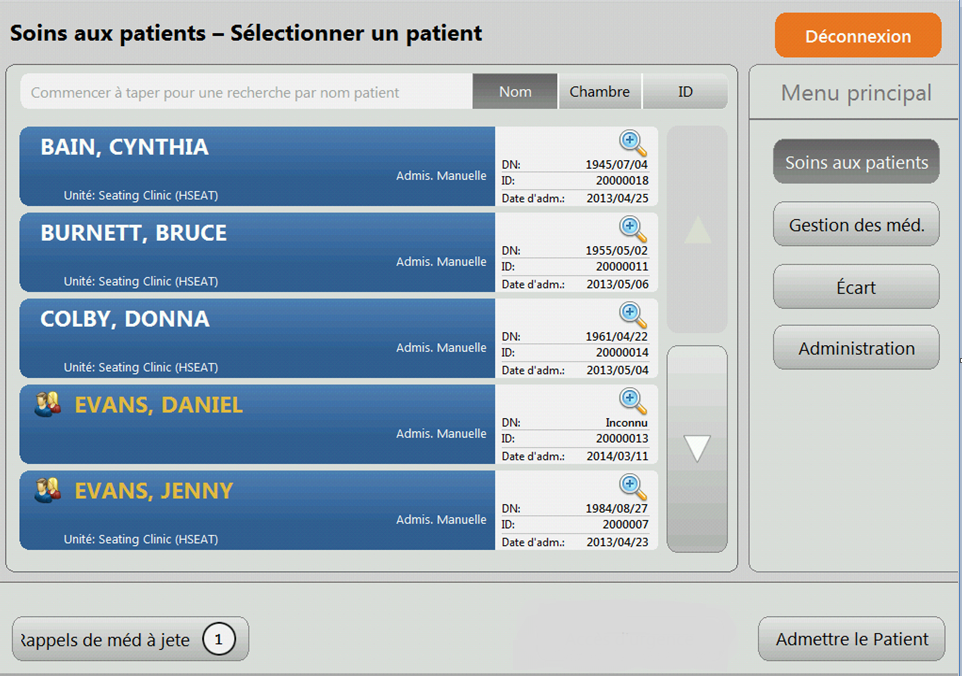 Soins aux patients – Sélectionner un patient
Déconnexion
Commencer à taper pour une recherche par nom patient
Nom
Chambre
ID
Menu principal
BAIN, CYNTHIA
Admis. Manuelle
Unité: Seating Clinic (HSEAT)
DN: 1945/07/04
ID: 20000018
Date d'adm.: 2013/04/25
BURNETT, BRUCE
Admis. Manuelle
Unité: Seating Clinic (HSEAT)
DN: 1955/05/02
ID: 20000011
Date d'adm.: 2013/05/06
COLBY, DONNA
Admis. Manuelle
Unité: Seating Clinic (HSEAT)
DN: 1961/04/22
ID: 20000014
Date d'adm.: 2013/05/04
EVANS, DANIEL
Admis. Manuelle
DN: Inconnu
ID: 20000013
Date d'adm.: 2014/03/11
EVANS, JENNY
Admis. Manuelle
Unité: Seating Clinic (HSEAT)
DN: 1984/08/27
ID: 2000007
Date d'adm.: 2013/04/23
Soins aux patients
Gestion des méd.
Écart
Administration
Rappels de méd à jete 1
Admettre le Patient